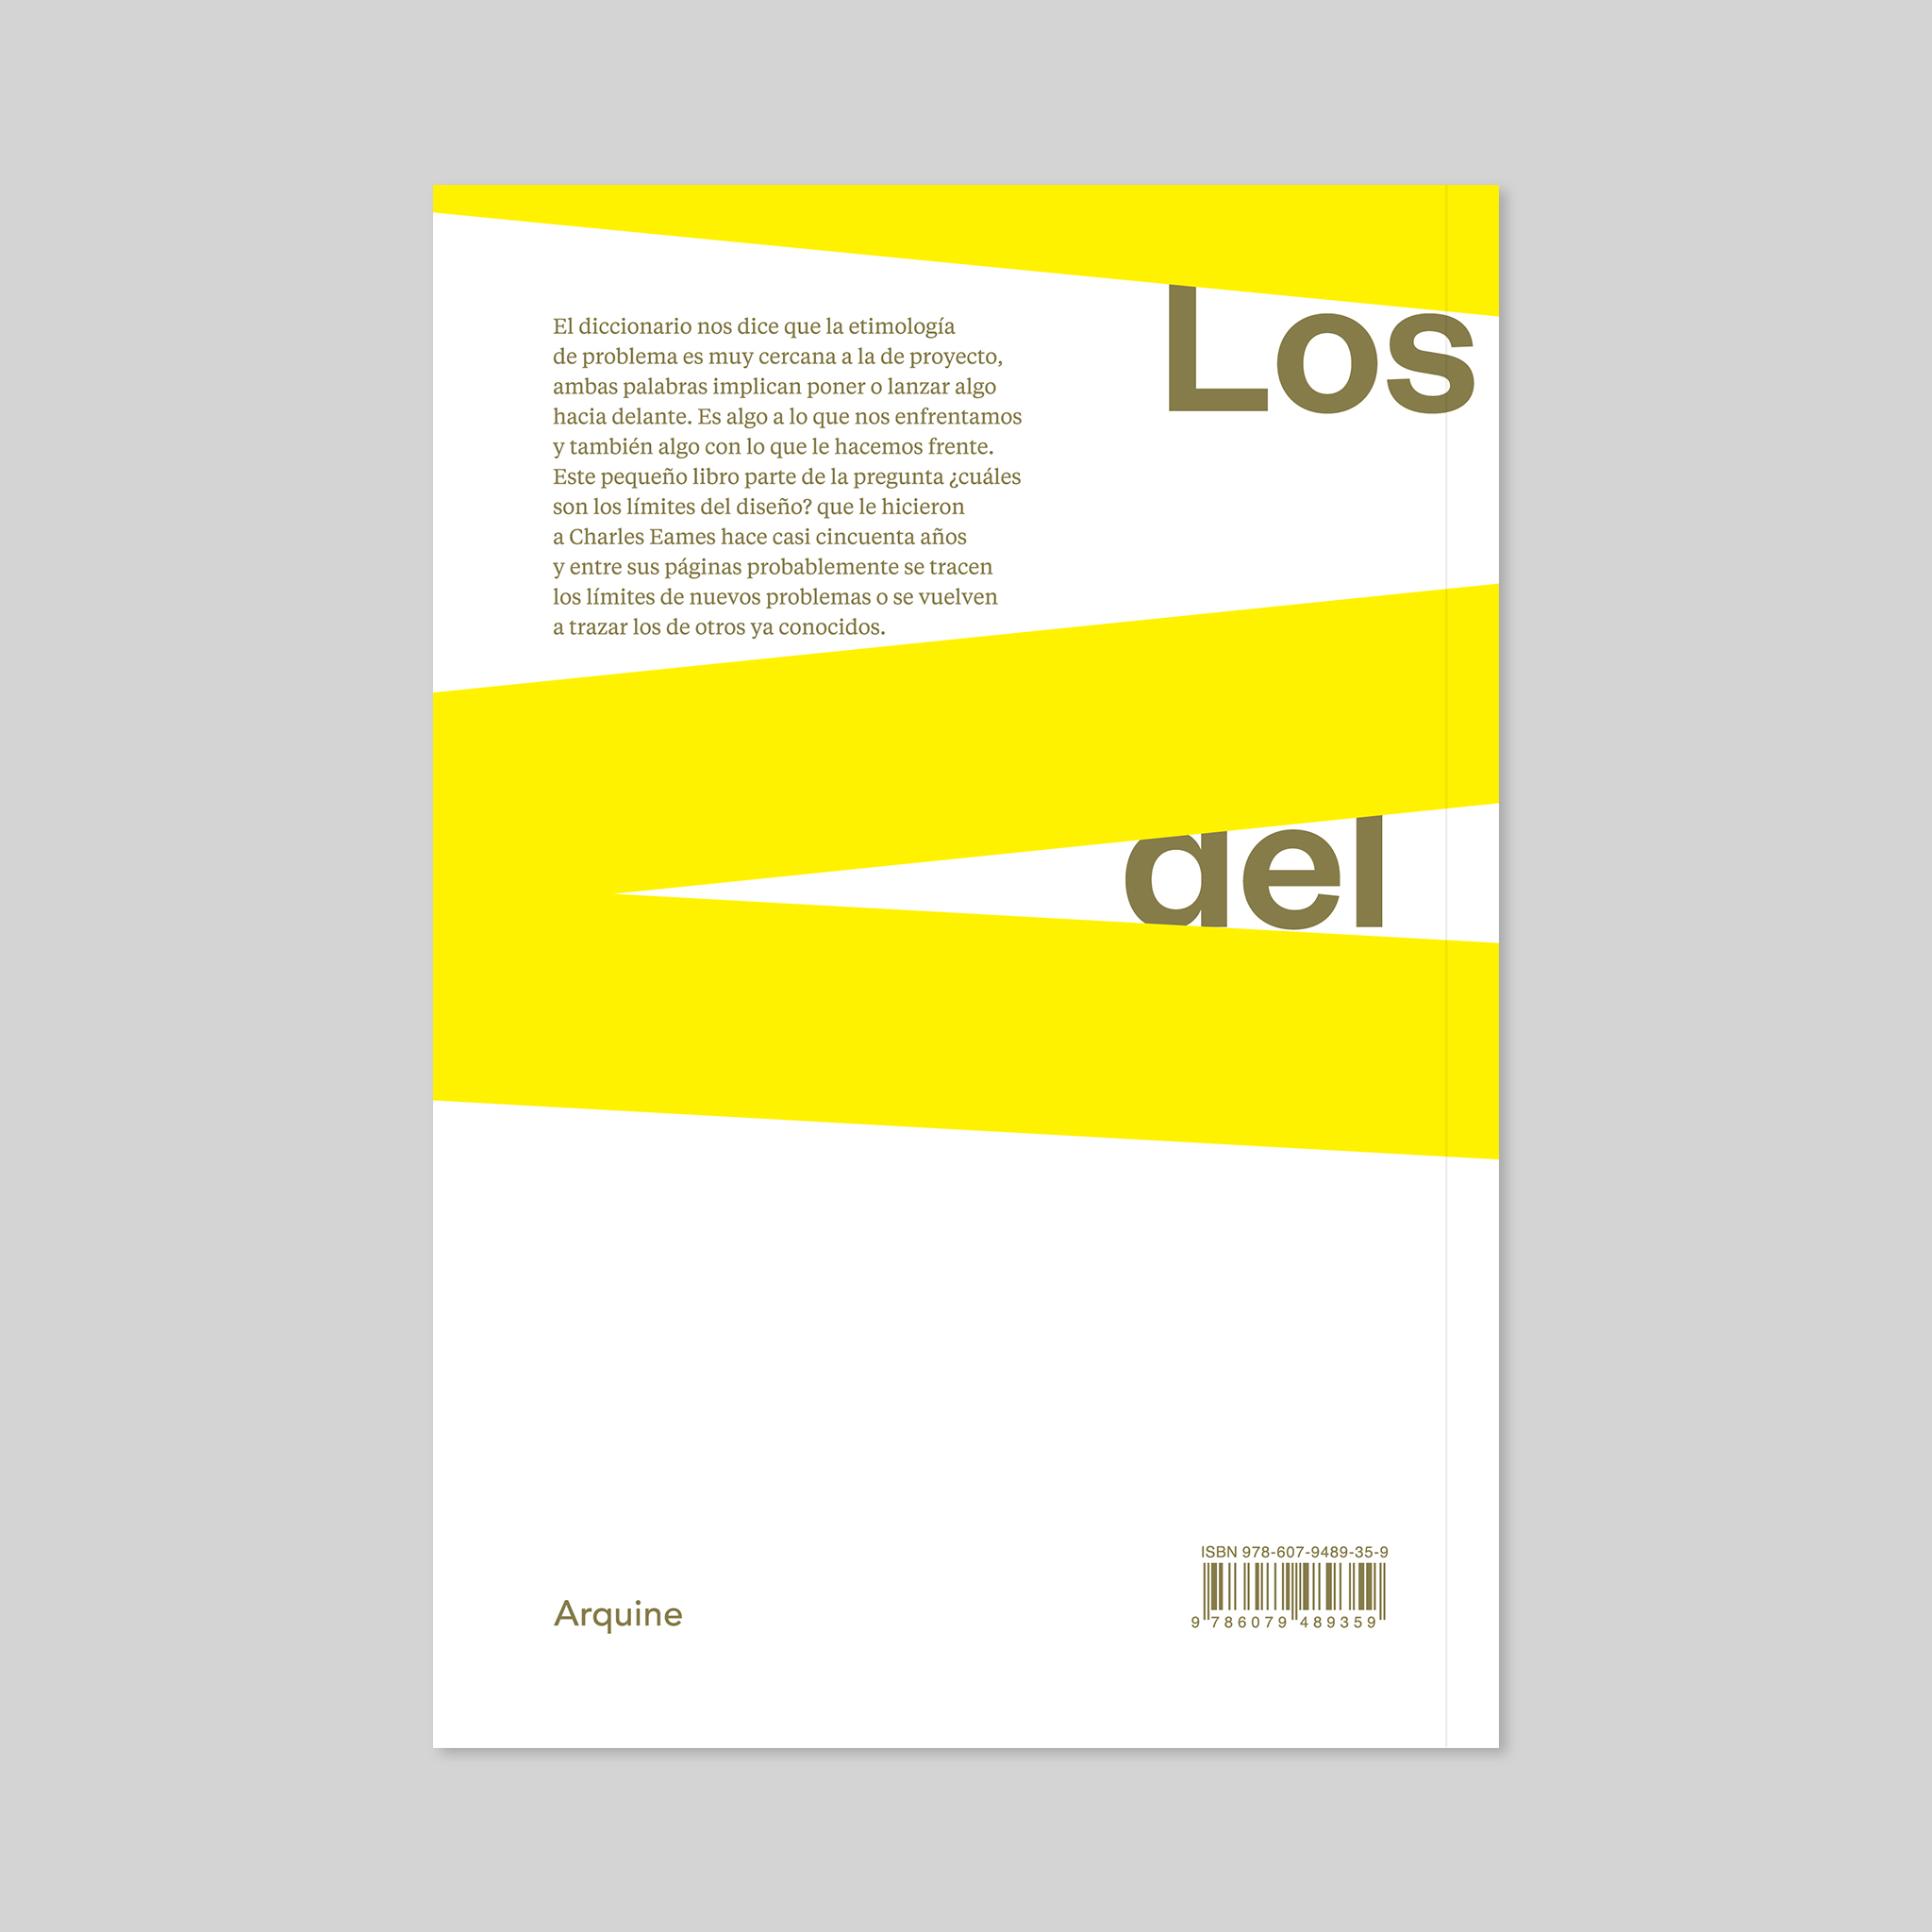 El diccionario nos dice que la etimología
de problema es muy cercana a la de proyecto,
ambas palabras implican poner o lanzar algo
hacia delante. Es algo a lo que nos enfrentamos
y también algo con lo que le hacemos frente.
Este pequeño libro parte de la pregunta ¿cuáles
son los límites del diseño? que le hicieron
a Charles Eames hace casi cincuenta años
y entre sus páginas probablemente se tracen
los límites de nuevos problemas o se vuelven
a trazar los de otros ya conocidos.
Los
del
Arquine
ISBN 978-607-9489-35-9
9 786079 489359